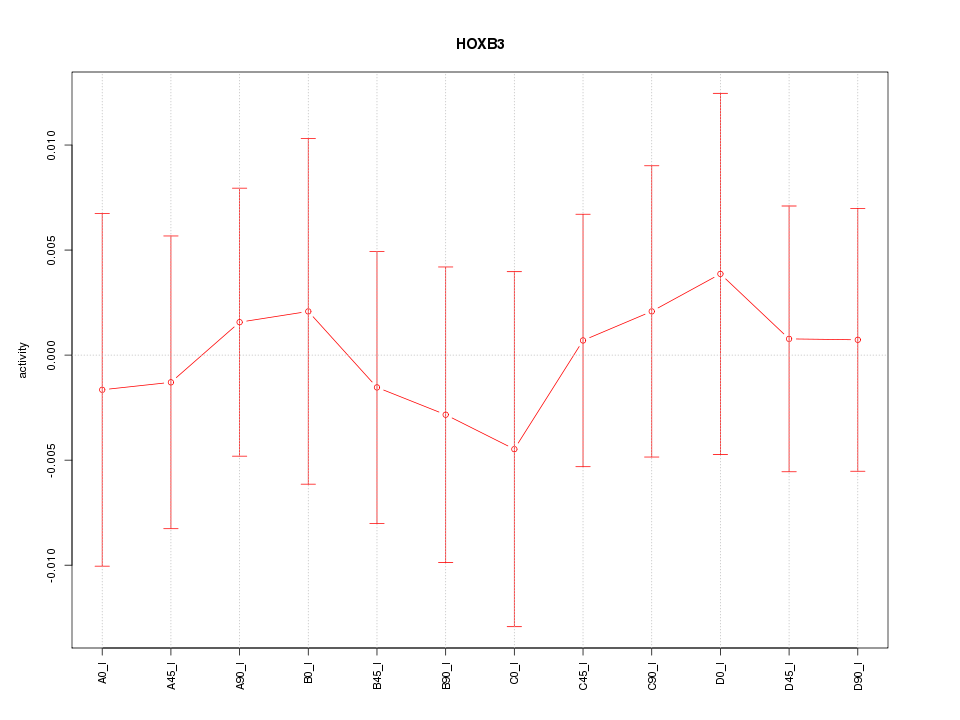 HOXB3
activity
0.010
0.005
0.000
-0.005
-0.010
A0_I
A45_I
A90_I
B0_I
B45_I
B90_I
C0_I
C45_I
C90_I
D0_I
D45_I
D90_I